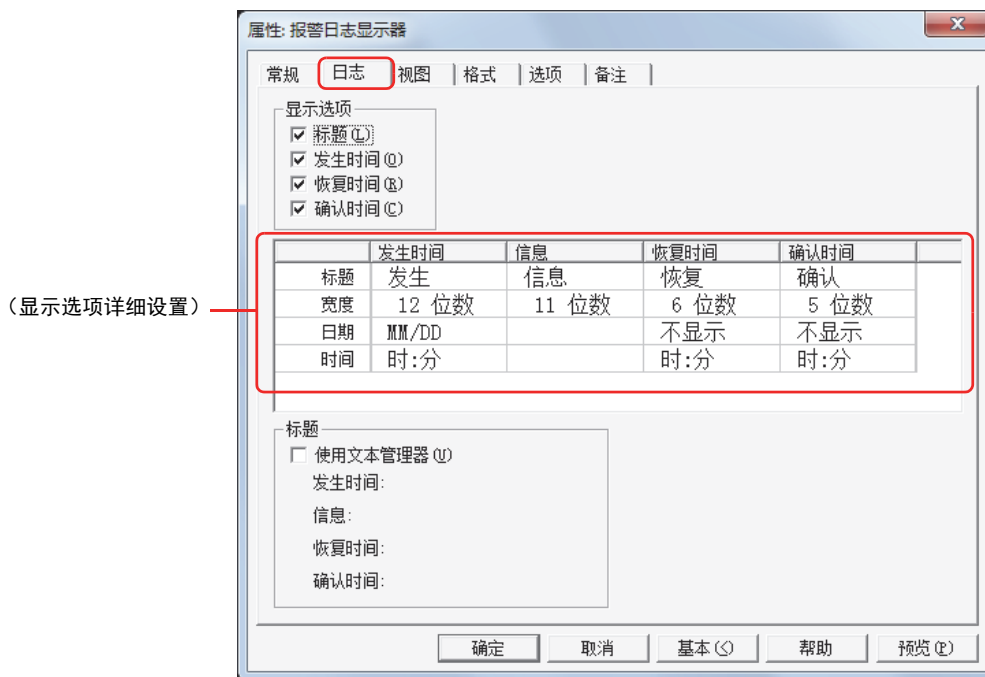 属性: 报警日志显示器
常规 日志 视图 格式 选项 备注
显示选项
标题(L)
发生时间(O)
恢复时间(R)
确认时间(C)
发生时间 信息 恢复时间 确认时间
标题 发生 信息 恢复 确认
(显示选项详细设置)
宽度 12 位数 11 位数 6 位数 5 位数
日期 MM/DD 不显示 不显示
时间 时:分 时:分 时:分
标题
使用文本管理器(U)
发生时间:
信息:
恢复时间:
确认时间:
确定 取消 基本(<) 帮助 预览(P)